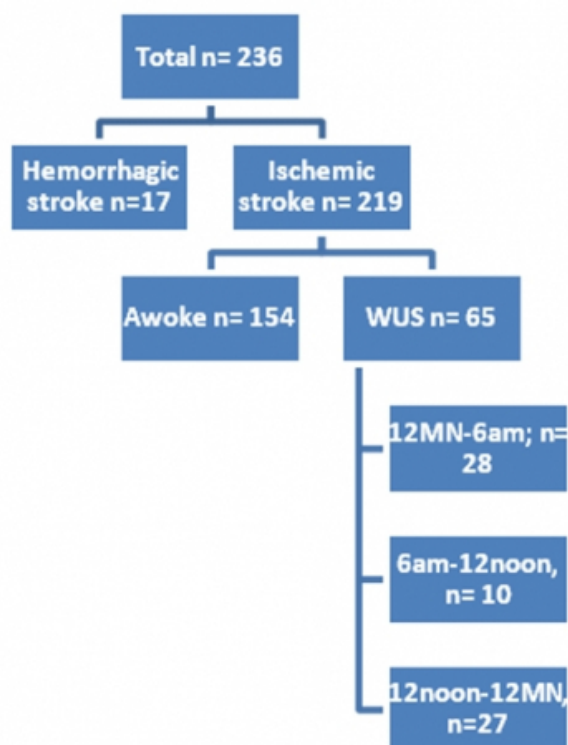 Total n= 236
Hemorrhagic
stroke n=17
Ischemic
stroke n= 219
Awoke n= 154
WUS n= 65
12MN-6am; n=
28
6am-12noon,
n= 10
12noon-12MN,
n=27